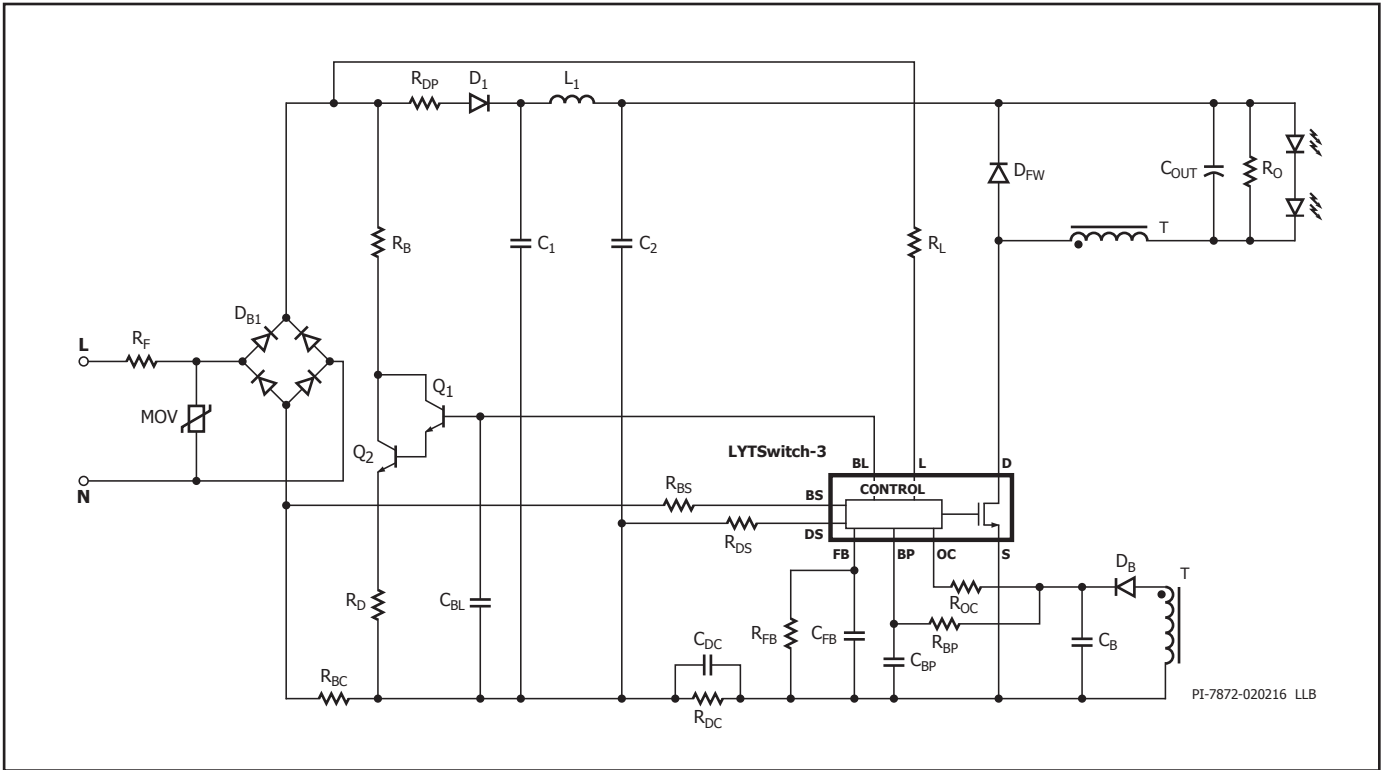 RDP
D1
L1
RB
C1
C2
RL
DFW
COUT
RO
T
DB1
L
RF
MOV
N
Q1
Q2
LYTSwitch-3
BL
L
D
CONTROL
BS
RBS
DS
RDS
FB
BP
OC
S
DB
T
RD
CBL
ROC
RFB
CFB
RBP
CB
CDC
CBP
RBC
RDC
PI-7872-020216 LLB